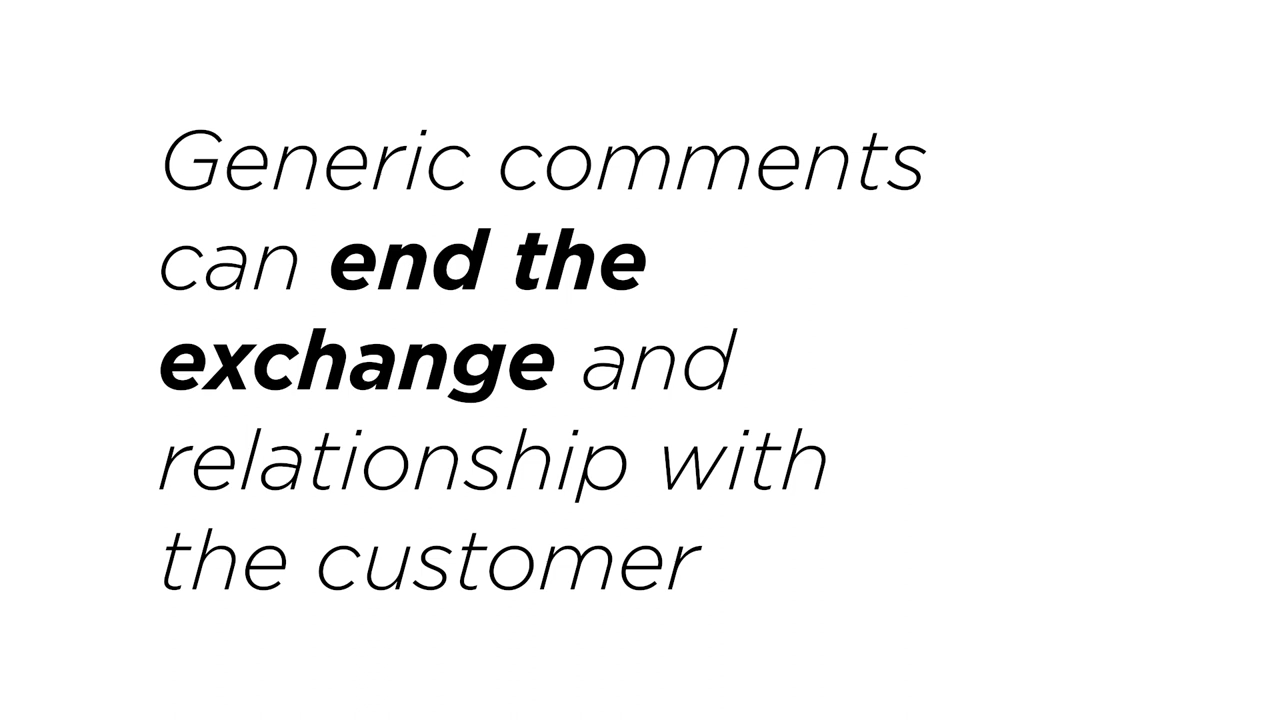 Generic comments
can end the
exchange and
relationship with
the customer